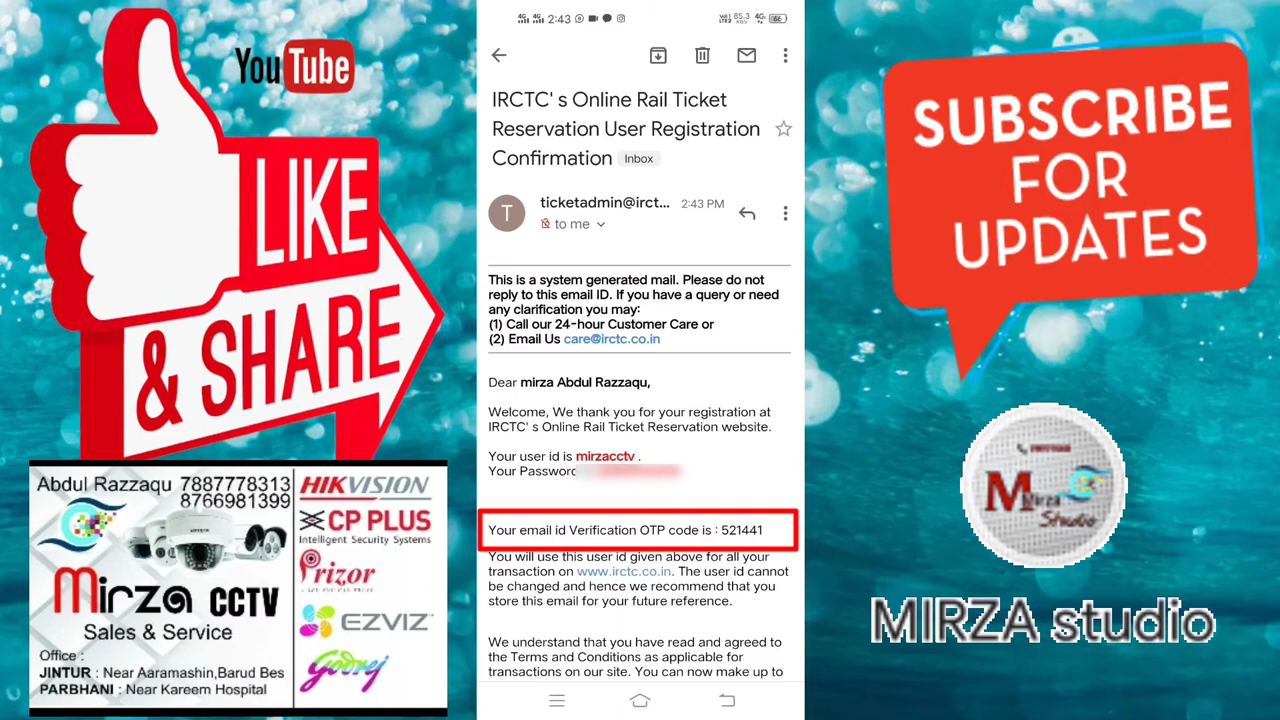 You Tube
LIKE
& SHARE
Abdul Razzaqu 7887778313
8766981399
Mirza CCTV
Sales & Service
Office :
JINTUR: Near Aaramashin,Barud Bes
PARBHANI: Near Kareem Hospital
HIKVISION
CP PLUS
Intelligent Security Systems
Prizor
EZVIZ
Godrej
2:43
VoWiFi LTE2 85.3 KB/s 4G 66
IRCTC' s Online Rail Ticket
Reservation User Registration
Confirmation Inbox
T
ticketadmin@irct... 2:43 PM
to me
This is a system generated mail. Please do not
reply to this email ID. If you have a query or need
any clarification you may:
(1) Call our 24-hour Customer Care or
(2) Email Us care@irctc.co.in
Dear mirza Abdul Razzaqu,
Welcome, We thank you for your registration at
IRCTC' s Online Rail Ticket Reservation website.
Your user id is mirzacctv .
Your Password
Your email id Verification OTP code is : 521441
You will use this user id given above for all your
transaction on www.irctc.co.in. The user id cannot
be changed and hence we recommend that you
store this email for your future reference.
We understand that you have read and agreed to
the Terms and Conditions as applicable for
transactions on our site. You can now make up to
SUBSCRIBE
FOR
UPDATES
Mirza
Studio
MIRZA studio